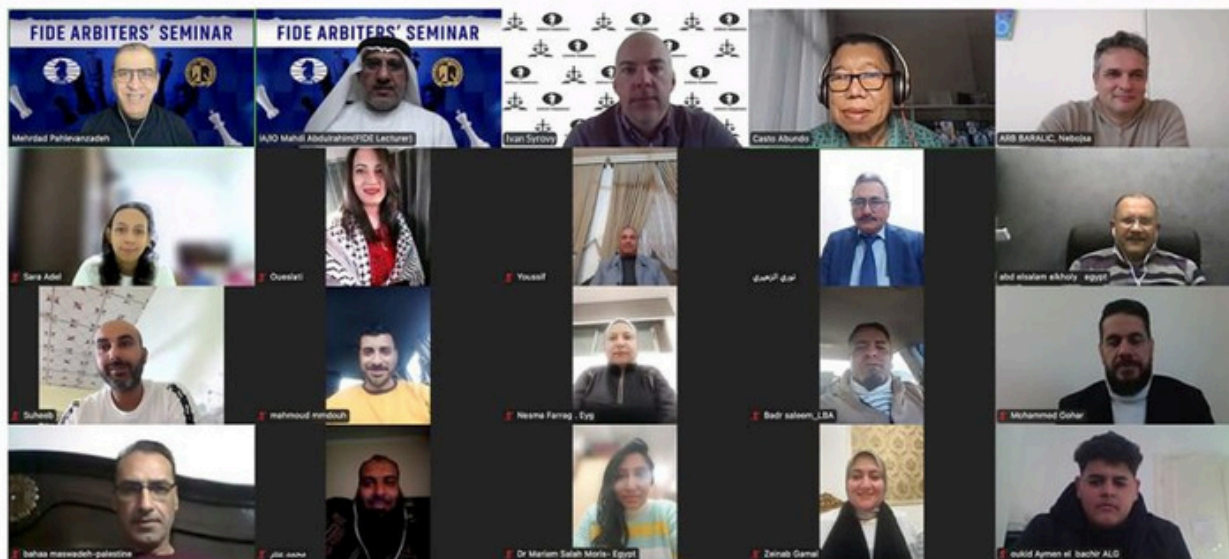 FIDE ARBITERS' SEMINAR
Mehrdad Pahlevanzadeh
FIDE ARBITERS' SEMINAR
IA/IO Mahdi Abdulrahim(FIDE Lecturer)
Ivan Syrovy
Casto Abundo
ARB BARALIC, Nebojsa
Sara Adel
Oueslati
Youssif
نوري الزهيري
abd elsalam elkholy egypt
Suheeb
mahmoud mmdouh
Nesma Farrag . Eyg
Badr saleem_LBA
Mohammed Gohar
bahaa maswadeh-palestine
محمد
Dr Mariam Salah Moris- Egypt
Zeinab Gamal
oukid Aymen el bachir ALG